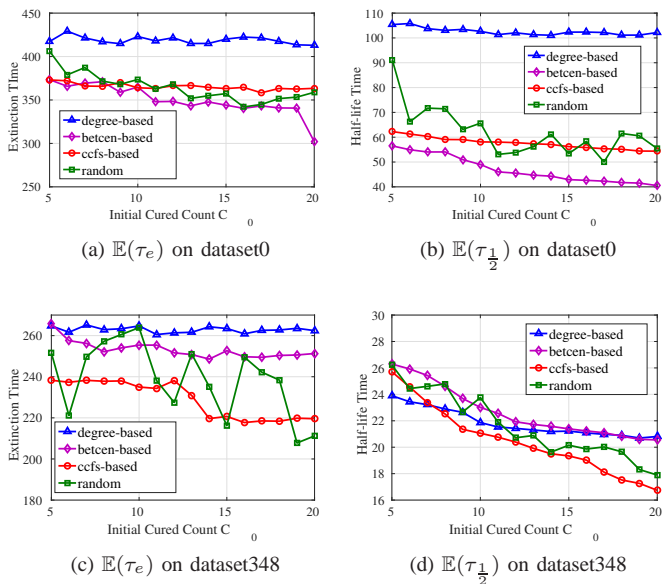 450
400
350
300
250
5
10
15
20
Extinction Time
Initial Cured Count C
0
degree-based
betcen-based
ccfs-based
random
(a) 𝔼(τe) on dataset0
110
100
90
80
70
60
50
40
5
10
15
20
Half-life Time
Initial Cured Count C
0
degree-based
betcen-based
ccfs-based
random
(b) 𝔼(τ1/2) on dataset0
260
240
220
200
180
5
10
15
20
Extinction Time
Initial Cured Count C
0
degree-based
betcen-based
ccfs-based
random
(c) 𝔼(τe) on dataset348
30
28
26
24
22
20
18
16
5
10
15
20
Half-life Time
Initial Cured Count C
0
degree-based
betcen-based
ccfs-based
random
(d) 𝔼(τ1/2) on dataset348